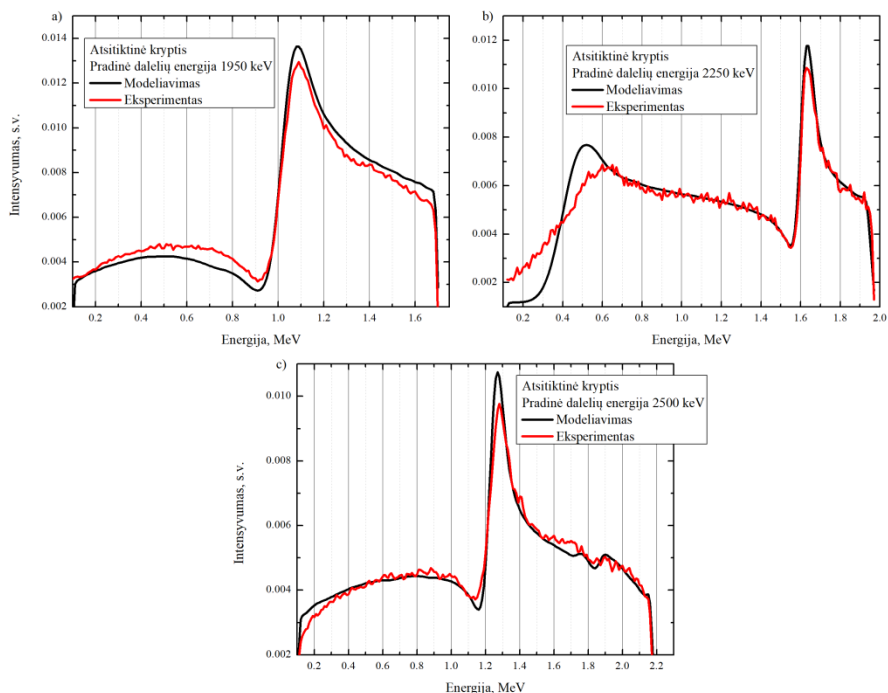 a)
Atsitiktinė kryptis
Pradinė dalelių energija 1950 keV
Modeliavimas
Eksperimentas
Intensyvumas, s.v.
0.014
0.012
0.010
0.008
0.006
0.004
0.002
0.2 0.4 0.6 0.8 1.0 1.2 1.4 1.6
Energija, MeV
b)
Atsitiktinė kryptis
Pradinė dalelių energija 2250 keV
Modeliavimas
Eksperimentas
0.012
0.010
0.008
0.006
0.004
0.002
0.2 0.4 0.6 0.8 1.0 1.2 1.4 1.6 1.8 2.0
Energija, MeV
c)
Atsitiktinė kryptis
Pradinė dalelių energija 2500 keV
Modeliavimas
Eksperimentas
Intensyvumas, s.v.
0.010
0.008
0.006
0.004
0.002
0.2 0.4 0.6 0.8 1.0 1.2 1.4 1.6 1.8 2.0 2.2
Energija, MeV